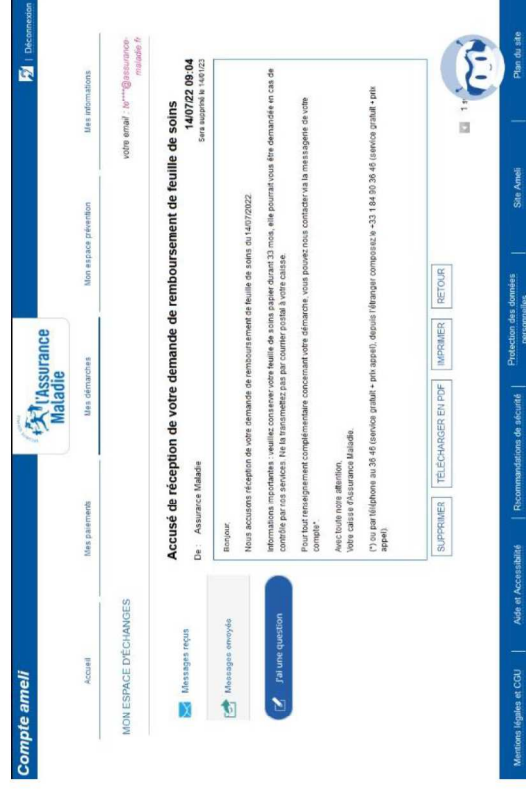 Compte ameli
Déconnexion
l'Assurance
Maladie
Accueil
Mes paiements
Mes démarches
Mon espace prévention
Mes informations
MON ESPACE D'ÉCHANGES
votre email : te****@assurance-
maladie.fr
Messages reçus
Messages envoyés
J'ai une question
Accusé de réception de votre demande de remboursement de feuille de soins
De : Assurance Maladie
14/07/22 09:04
Sera supprimé le 14/01/23
Bonjour,
Nous accusons réception de votre demande de remboursement de feuille de soins du 14/07/2022.
Informations importantes : veuillez conserver votre feuille de soins papier durant 33 mois, elle pourrait vous être demandée en cas de
contrôle par nos services. Ne la transmettez pas par courrier postal à votre caisse.
Pour tout renseignement complémentaire concernant votre démarche, vous pouvez nous contacter via la messagerie de votre
compte*.
Avec toute notre attention,
Votre caisse d'Assurance Maladie.
(*) ou par téléphone au 36 46 (service gratuit + prix appel), depuis l'étranger composez le +33 1 84 90 36 46 (service gratuit + prix
appel).
SUPPRIMER
TÉLÉCHARGER EN PDF
IMPRIMER
RETOUR
Mentions légales et CGU
Aide et Accessibilité
Recommandations de sécurité
Protection des données
personnelles
Site Ameli
Plan du site